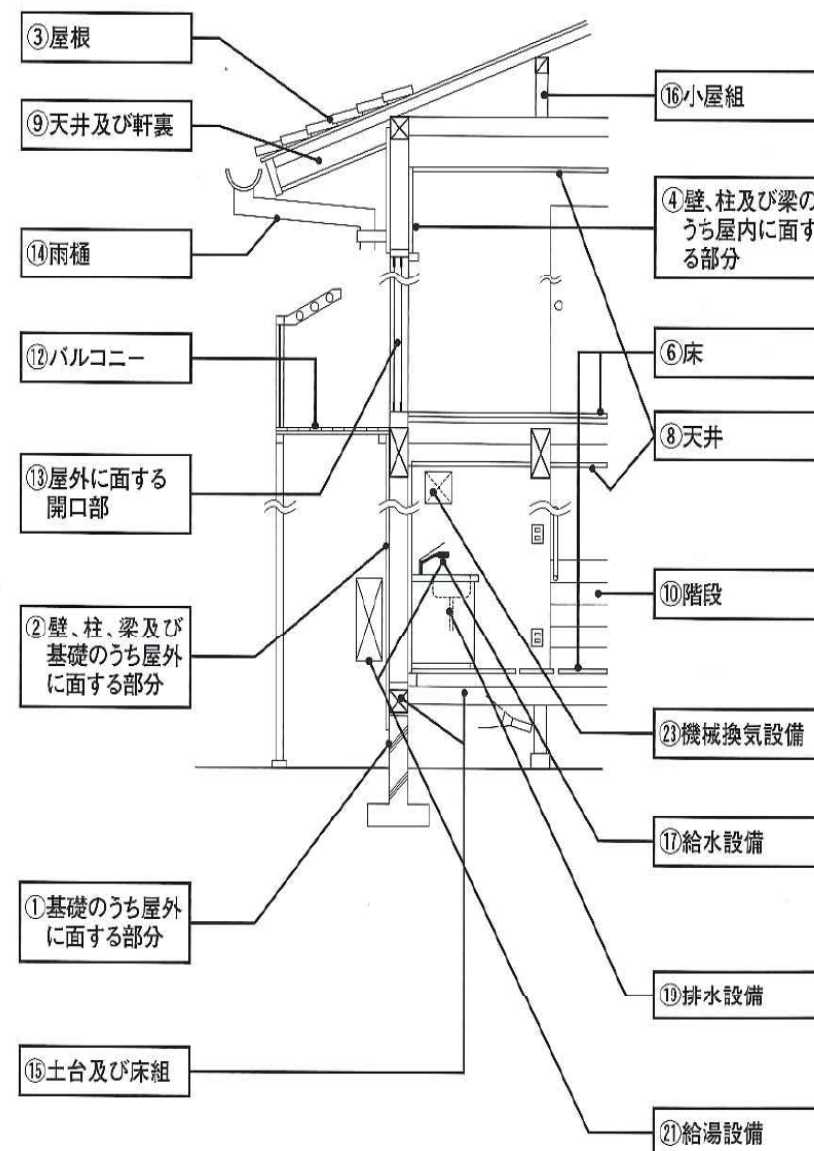 ③屋根
⑨天井及び軒裏
⑭雨樋
⑫バルコニー
⑬屋外に面する
開口部
②壁、柱、梁及び
基礎のうち屋外
に面する部分
①基礎のうち屋外
に面する部分
⑮土台及び床組
⑯小屋組
④壁、柱及び梁の
うち屋内に面す
る部分
⑥床
⑧天井
⑩階段
㉓機械換気設備
⑰給水設備
⑲排水設備
㉑給湯設備